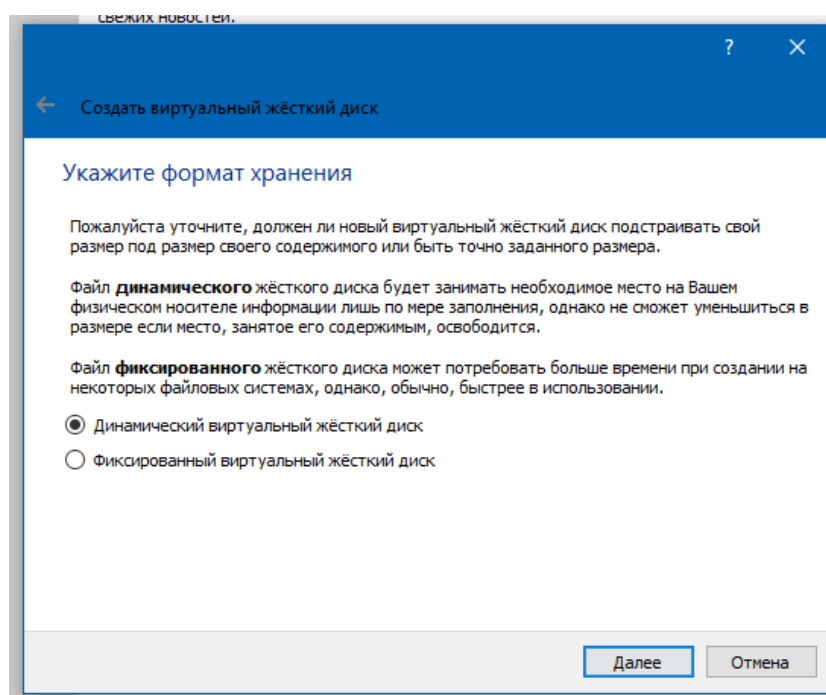 свежих новостей.
?
Создать виртуальный жёсткий диск
Укажите формат хранения
Пожалуйста уточните, должен ли новый виртуальный жёсткий диск подстраивать свой
размер под размер своего содержимого или быть точно заданного размера.
Файл динамического жёсткого диска будет занимать необходимое место на Вашем
физическом носителе информации лишь по мере заполнения, однако не сможет уменьшиться в
размере если место, занятое его содержимым, освободится.
Файл фиксированного жёсткого диска может потребовать больше времени при создании на
некоторых файловых системах, однако, обычно, быстрее в использовании.
Динамический виртуальный жёсткий диск
Фиксированный виртуальный жёсткий диск
Далее
Отмена